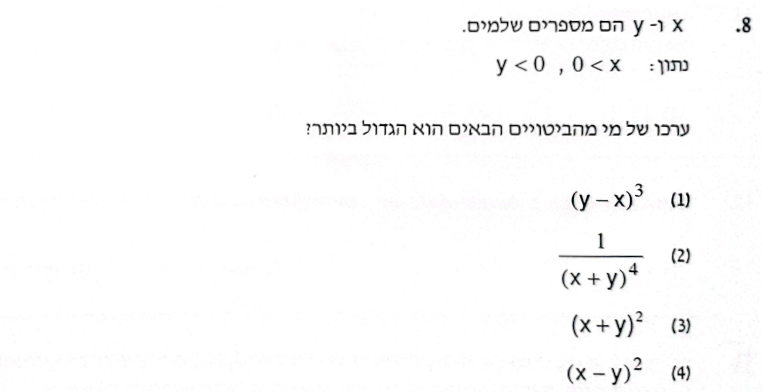 8. x ו- y הם מספרים שלמים.
נתון: y < 0 , 0 < x
ערכו של מי מהביטויים הבאים הוא הגדול ביותר?
(1) (y – x)³
(2) 1/(x + y)⁴
(3) (x + y)²
(4) (x – y)²